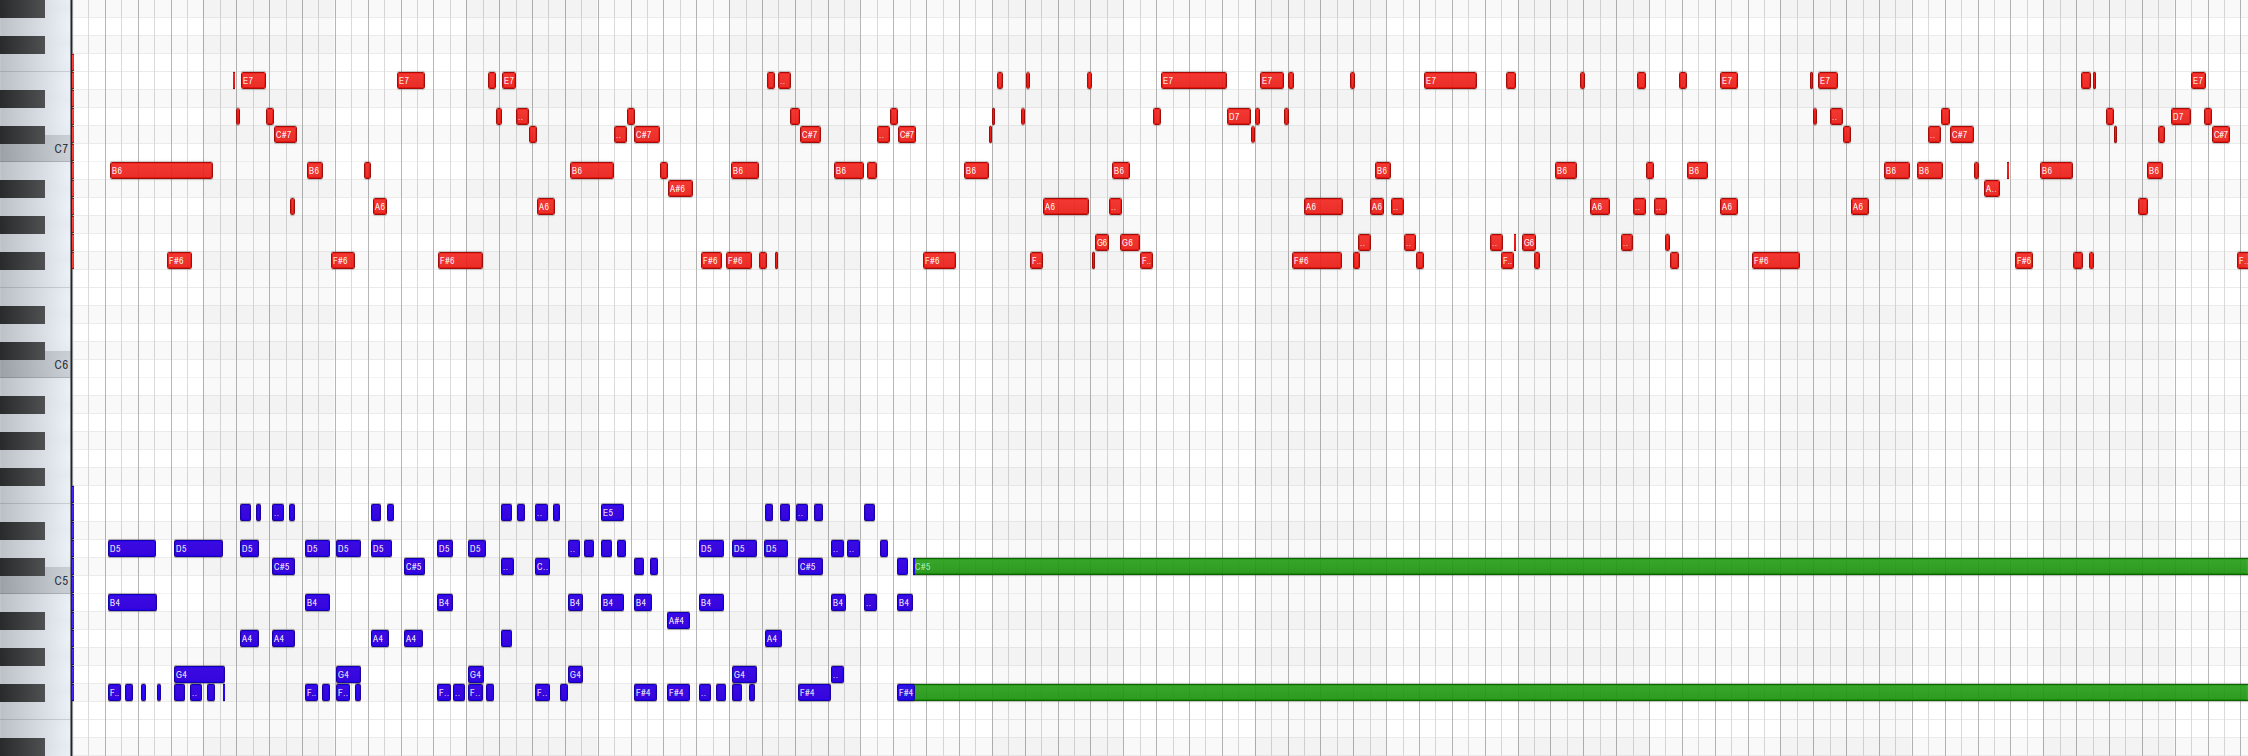 E7 E7 E7 .. E7 E7 E7 E7 E7 E7
.. D7 .. D7
C7 C#7 .. C#7 C#7 .. C#7 .. C#7 C#7
B6 B6 B6 B6 B6 B6 B6 B6 B6 B6 B6 B6 B6 B6
A#6 A..
A6 A6 A6 .. A6 A6 .. A6 .. .. A6 A6
G6 G6 .. .. .. G6 ..
F#6 F#6 F#6 F#6 F#6 F#6 F.. F.. F#6 F.. F#6 F#6 F..
C6
.. .. E5 ..
D5 D5 D5 D5 D5 D5 D5 D5 .. D5 D5 D5 .. ..
C#5 C#5 .. C.. C#5 C#5
C5
B4 B4 B4 B4 B4 B4 B4 B4 .. B4
A#4
A4 A4 A4 A4 A4
G4 G4 G4 G4 G4 ..
F.. .. F.. F.. F.. .. F.. F.. F#4 F#4 .. F#4 F#4